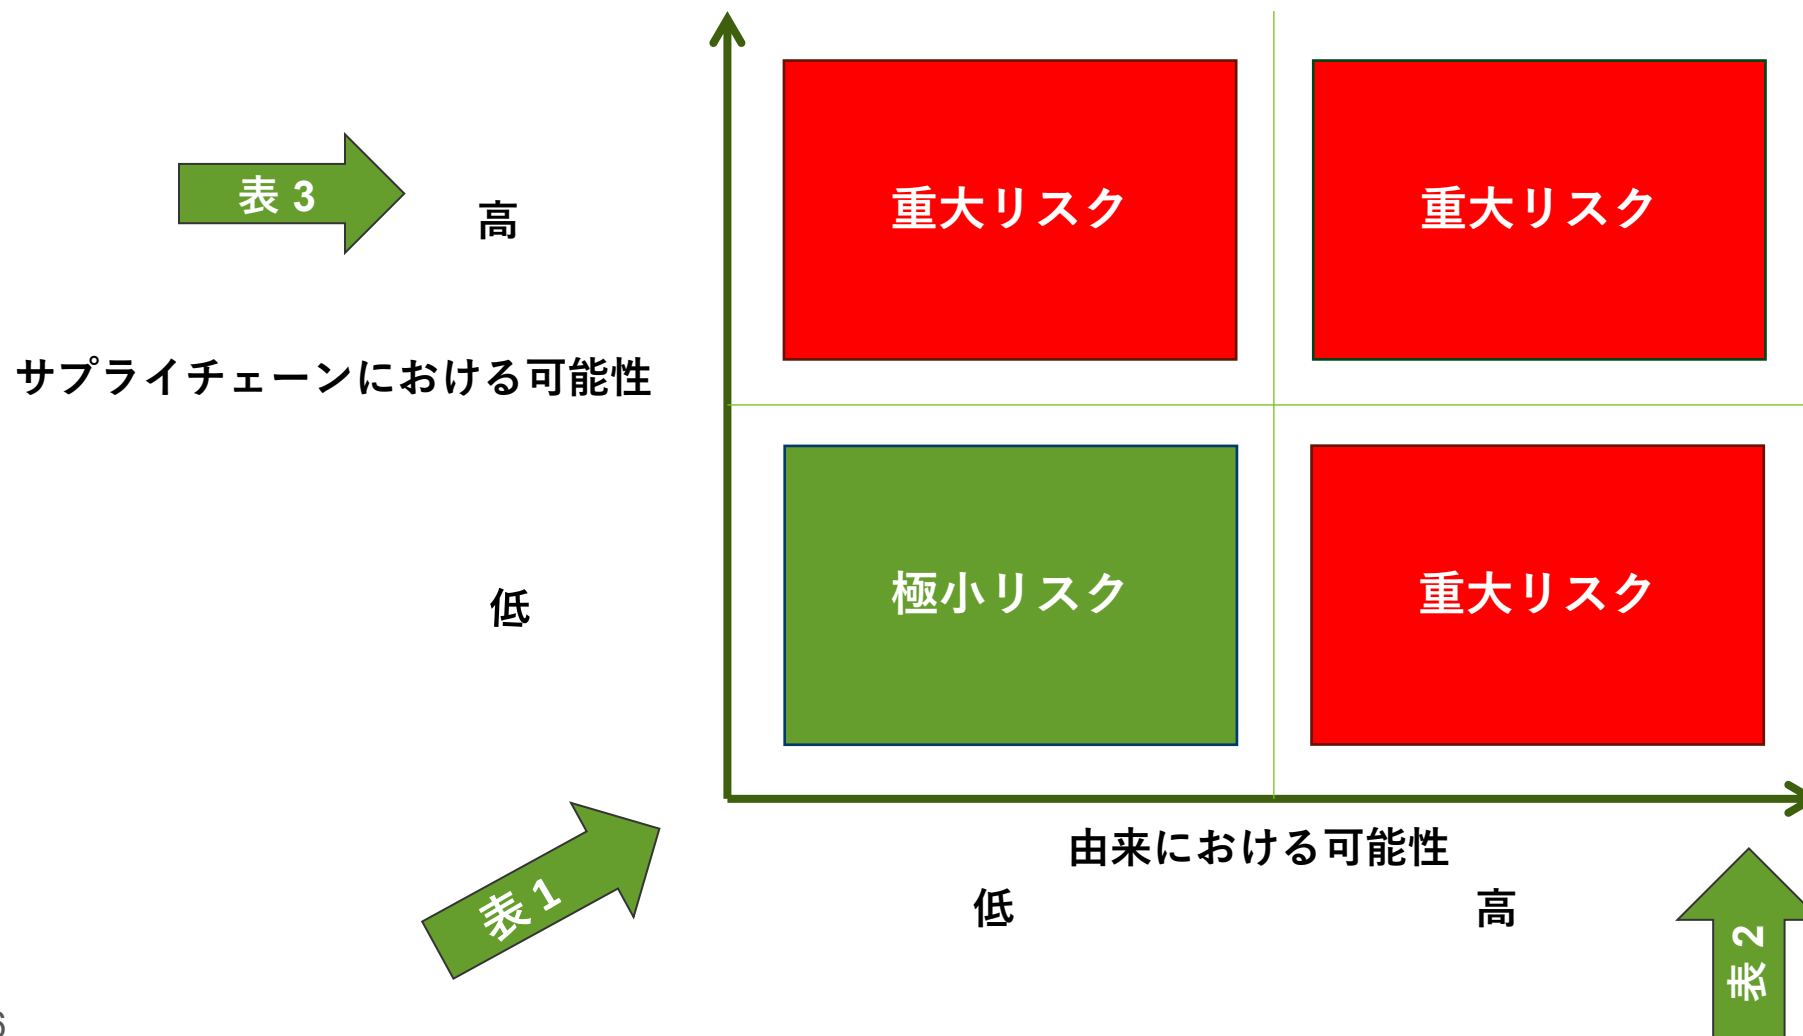 表 3
高
重大リスク
重大リスク
サプライチェーンにおける可能性
低
極小リスク
重大リスク
由来における可能性
低
高
表 1
表 2
6